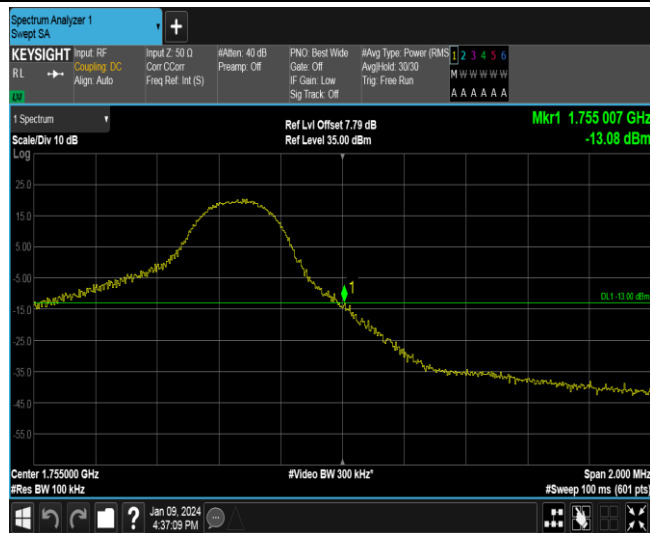 Spectrum Analyzer 1
Swept SA
+
KEYSIGHT
RL
LXI
Input: RF
Coupling: DC
Align: Auto
Input Z: 50 Ω
Corr CCorr
Freq Ref: Int (S)
#Atten: 40 dB
Preamp: Off
PNO: Best Wide
Gate: Off
IF Gain: Low
Sig Track: Off
#Avg Type: Power (RMS
Avg|Hold: 30/30
Trig: Free Run
1 2 3 4 5 6
M W W W W W
A A A A A A
1 Spectrum
Scale/Div 10 dB
Log
Ref Lvl Offset 7.79 dB
Ref Level 35.00 dBm
Mkr1 1.755 007 GHz
-13.08 dBm
25.0
15.0
5.00
-5.00
-15.0
-25.0
-35.0
-45.0
-55.0
1
DL1 -13.00 dBm
Center 1.755000 GHz
#Res BW 100 kHz
#Video BW 300 kHz*
Span 2.000 MHz
#Sweep 100 ms (601 pts)
?
Jan 09, 2024
4:37:09 PM